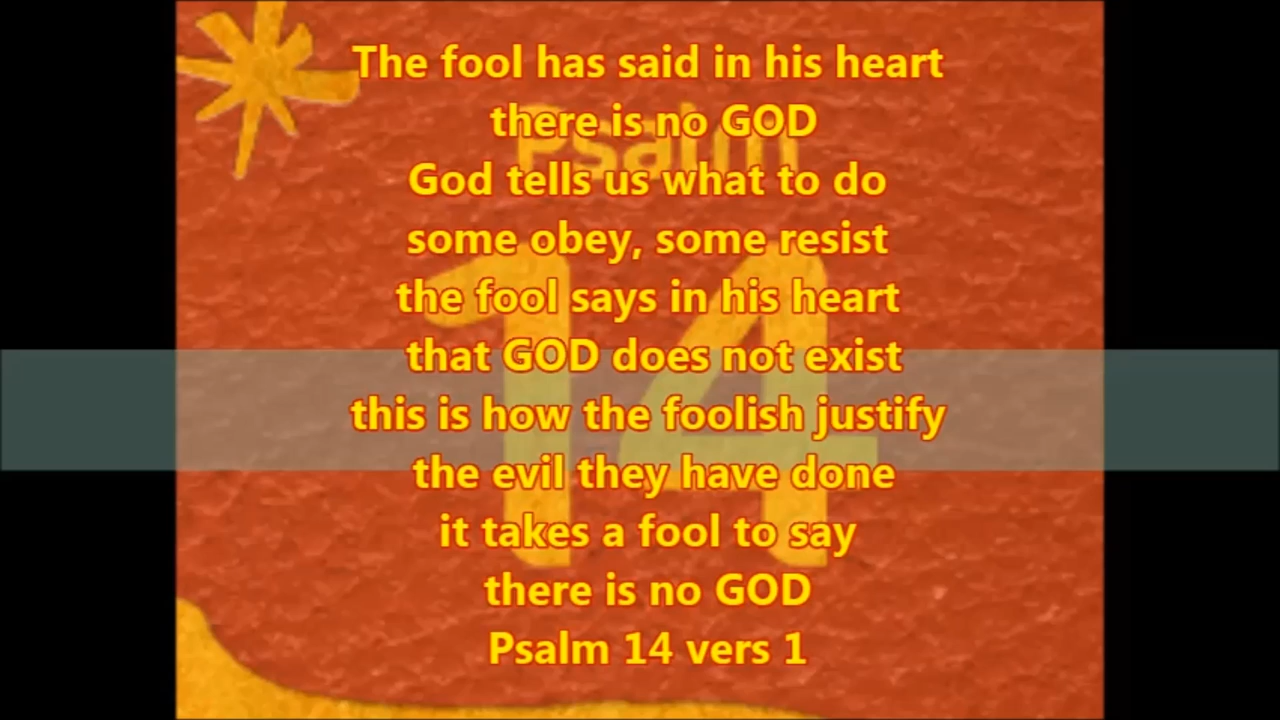 The fool has said in his heart
there is no GOD
Psalm
God tells us what to do
some obey, some resist
the fool says in his heart
that GOD does not exist
14
this is how the foolish justify
the evil they have done
it takes a fool to say
there is no GOD
Psalm 14 vers 1